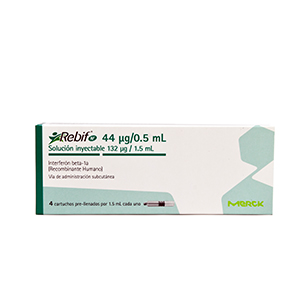 Rebif 44 µg/0.5 mL
Solución inyectable 132 µg / 1.5 mL
Interferón beta-1a
(Recombinante Humano)
Vía de administración subcutánea
4 cartuchos pre-llenados por 1.5 mL cada uno
MERCK